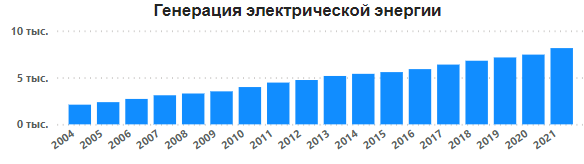 Генерация электрической энергии
10 тыс.
5 тыс.
0 тыс.
2004 2005 2006 2007 2008 2009 2010 2011 2012 2013 2014 2015 2016 2017 2018 2019 2020 2021